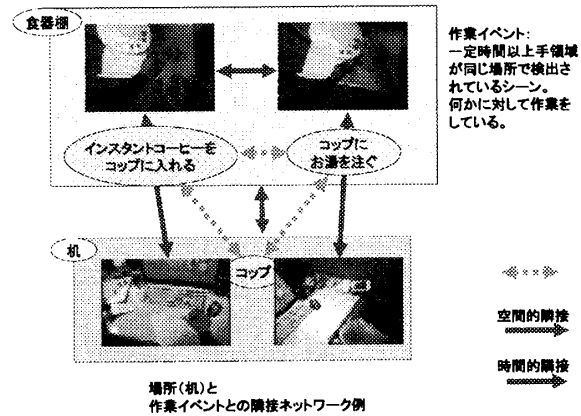 食器棚
作業イベント:
一定時間以上手領域
が同じ場所で検出さ
れているシーン。
何かに対して作業を
している。
インスタントコーヒーを
コップに入れる
コップに
お湯を注ぐ
机
コップ
空間的隣接
時間的隣接
場所(机)と
作業イベントとの隣接ネットワーク例